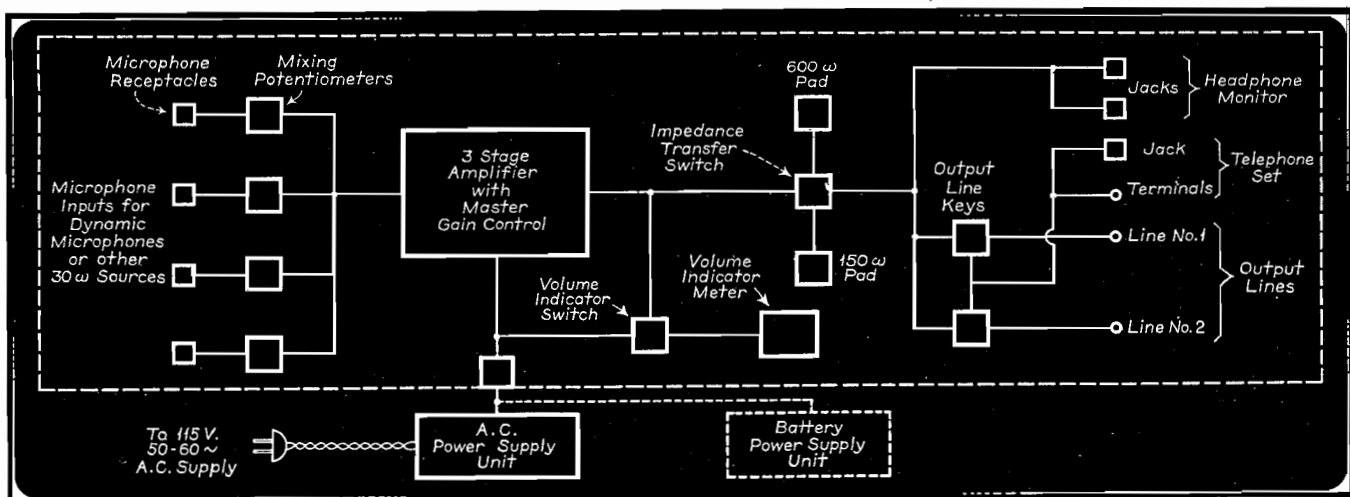 Microphone
Receptacles
Mixing
Potentiometers
Microphone
Inputs for
Dynamic
Microphones
or other
30 ω Sources
3 Stage
Amplifier
with
Master
Gain Control
Volume
Indicator
Switch
Volume
Indicator
Meter
Impedance
Transfer
Switch
600 ω
Pad
150 ω
Pad
Output
Line
Keys
Jacks
Headphone
Monitor
Jack
Terminals
Telephone
Set
Line No.1
Line No.2
Output
Lines
To 115 V.
50-60 ~
A.C. Supply
A.C.
Power Supply
Unit
Battery
Power Supply
Unit